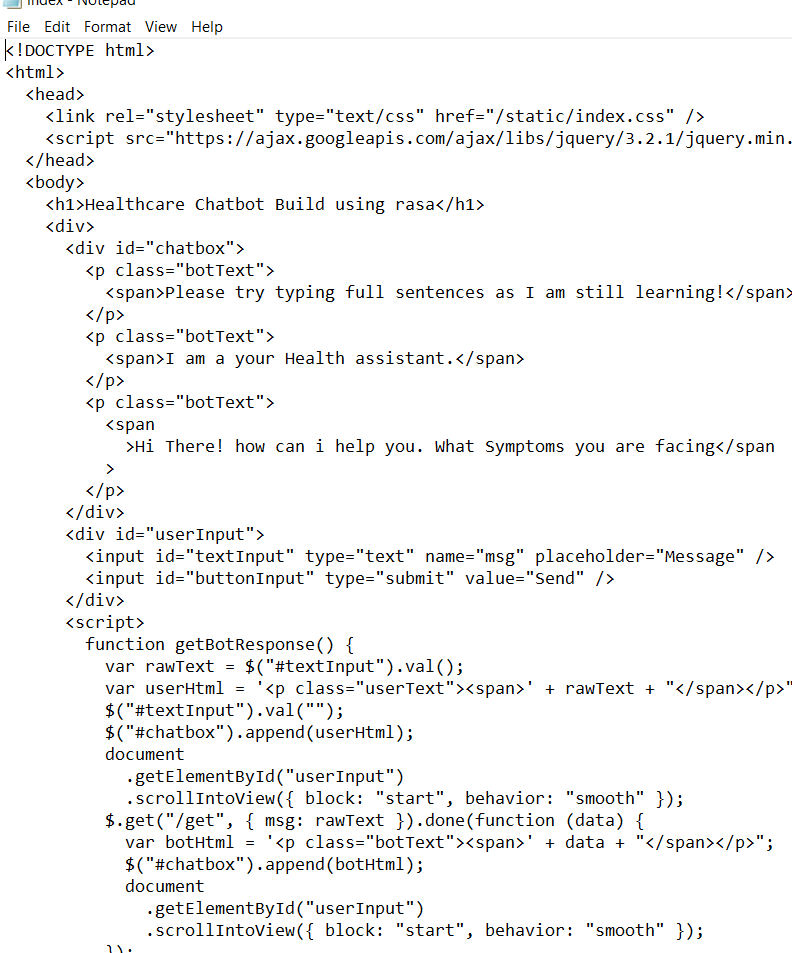 Index - Notepad
File Edit Format View Help
<!DOCTYPE html>
<html>
  <head>
    <link rel="stylesheet" type="text/css" href="/static/index.css" />
    <script src="https://ajax.googleapis.com/ajax/libs/jquery/3.2.1/jquery.min.
  </head>
  <body>
    <h1>Healthcare Chatbot Build using rasa</h1>
    <div>
      <div id="chatbox">
        <p class="botText">
          <span>Please try typing full sentences as I am still learning!</span>
        </p>
        <p class="botText">
          <span>I am a your Health assistant.</span>
        </p>
        <p class="botText">
          <span
            >Hi There! how can i help you. What Symptoms you are facing</span
          >
        </p>
      </div>
      <div id="userInput">
        <input id="textInput" type="text" name="msg" placeholder="Message" />
        <input id="buttonInput" type="submit" value="Send" />
      </div>
      <script>
        function getBotResponse() {
          var rawText = $("#textInput").val();
          var userHtml = '<p class="userText"><span>' + rawText + "</span></p>"
          $("#textInput").val("");
          $("#chatbox").append(userHtml);
          document
            .getElementById("userInput")
            .scrollIntoView({ block: "start", behavior: "smooth" });
          $.get("/get", { msg: rawText }).done(function (data) {
            var botHtml = '<p class="botText"><span>' + data + "</span></p>";
            $("#chatbox").append(botHtml);
            document
              .getElementById("userInput")
              .scrollIntoView({ block: "start", behavior: "smooth" });
          });